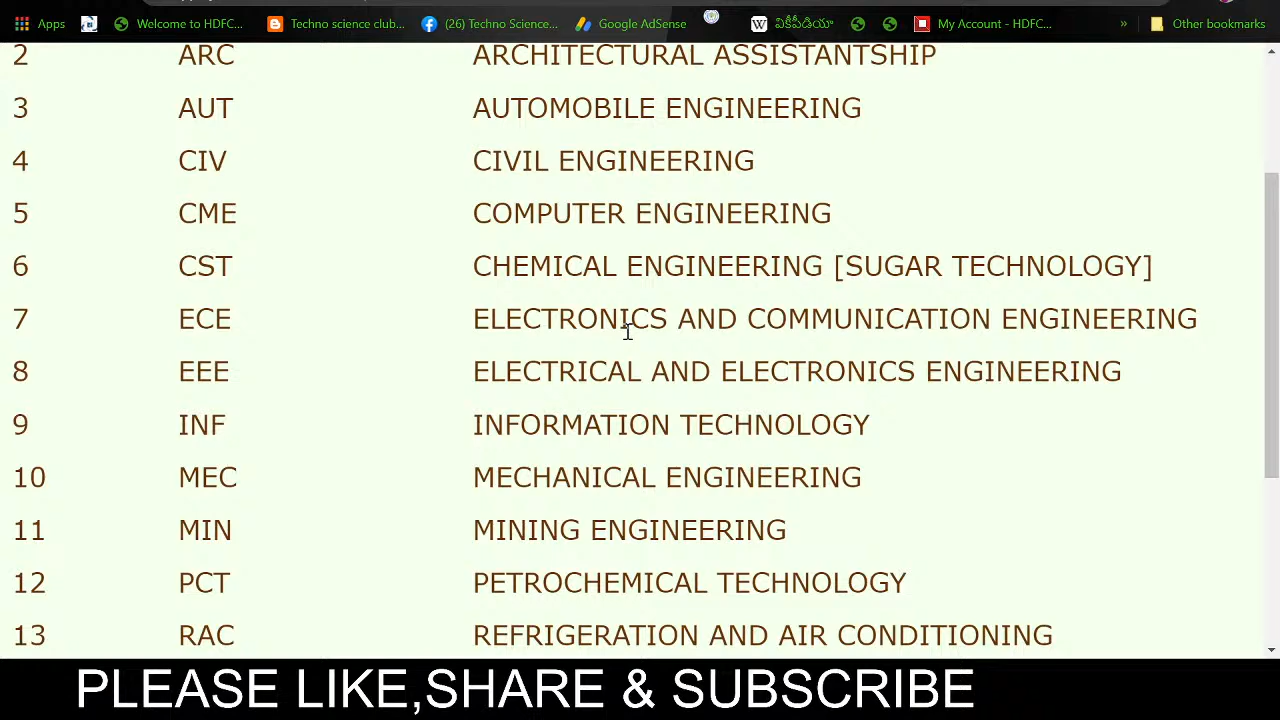 Apps Welcome to HDFC... Techno science club... (26) Techno Science... Google AdSense వికీపీడియా My Account - HDFC... » Other bookmarks
2 ARC ARCHITECTURAL ASSISTANTSHIP
3 AUT AUTOMOBILE ENGINEERING
4 CIV CIVIL ENGINEERING
5 CME COMPUTER ENGINEERING
6 CST CHEMICAL ENGINEERING [SUGAR TECHNOLOGY]
7 ECE ELECTRONICS AND COMMUNICATION ENGINEERING
8 EEE ELECTRICAL AND ELECTRONICS ENGINEERING
9 INF INFORMATION TECHNOLOGY
10 MEC MECHANICAL ENGINEERING
11 MIN MINING ENGINEERING
12 PCT PETROCHEMICAL TECHNOLOGY
13 RAC REFRIGERATION AND AIR CONDITIONING
PLEASE LIKE,SHARE & SUBSCRIBE